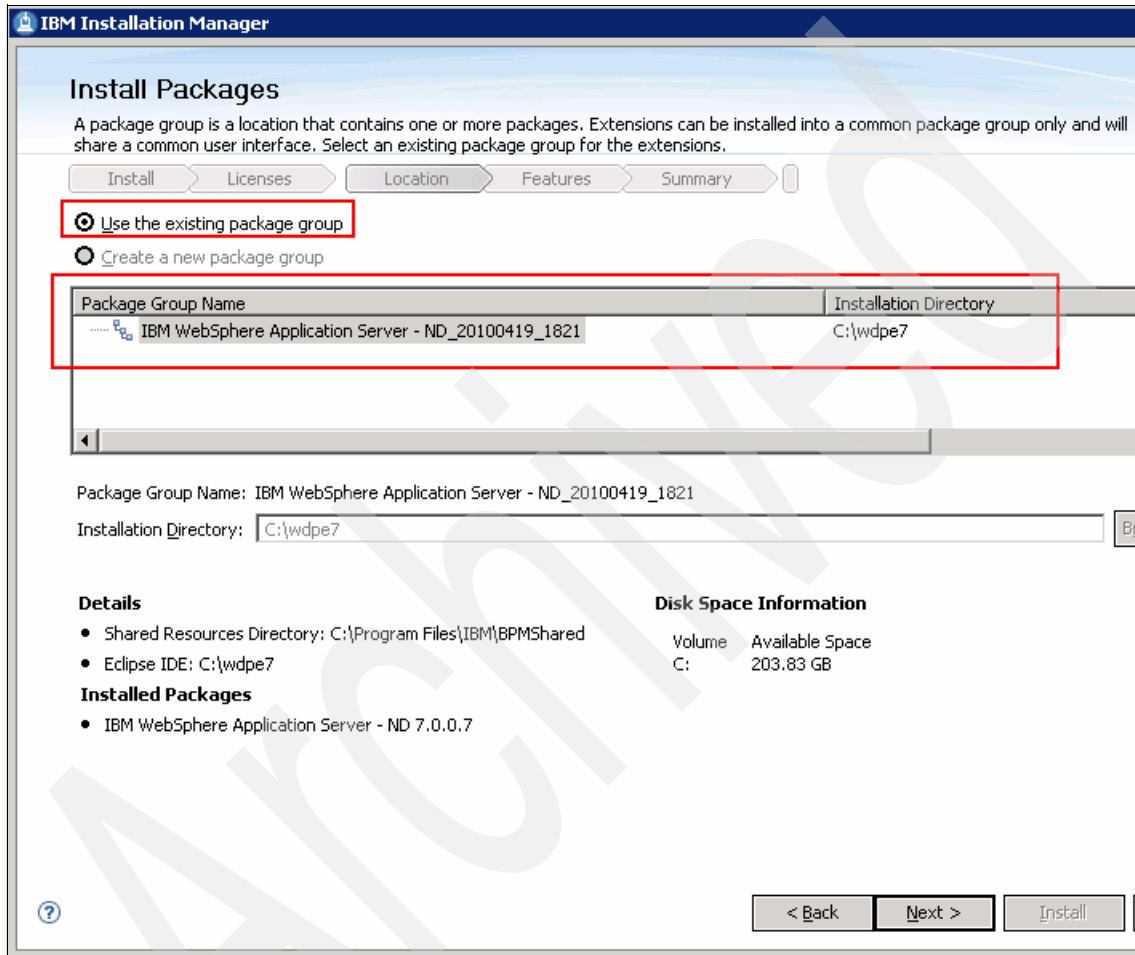 IBM Installation Manager
Install Packages
A package group is a location that contains one or more packages. Extensions can be installed into a common package group only and will
share a common user interface. Select an existing package group for the extensions.
Install Licenses Location Features Summary
Use the existing package group
Create a new package group
Package Group Name Installation Directory
IBM WebSphere Application Server - ND_20100419_1821 C:\wdpe7
Package Group Name: IBM WebSphere Application Server - ND_20100419_1821
Installation Directory: C:\wdpe7
Details Disk Space Information
Shared Resources Directory: C:\Program Files\IBM\BPMShared
Volume Available Space
Eclipse IDE: C:\wdpe7
C: 203.83 GB
Installed Packages
IBM WebSphere Application Server - ND 7.0.0.7
< Back Next > Install
Archived